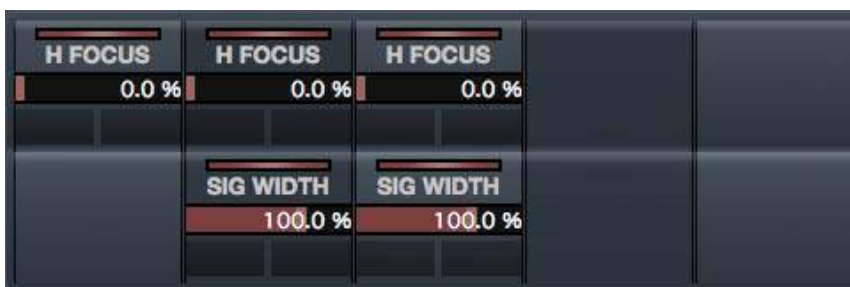 H FOCUS H FOCUS H FOCUS
0.0 % 0.0 % 0.0 %
SIG WIDTH SIG WIDTH
100.0 % 100.0 %